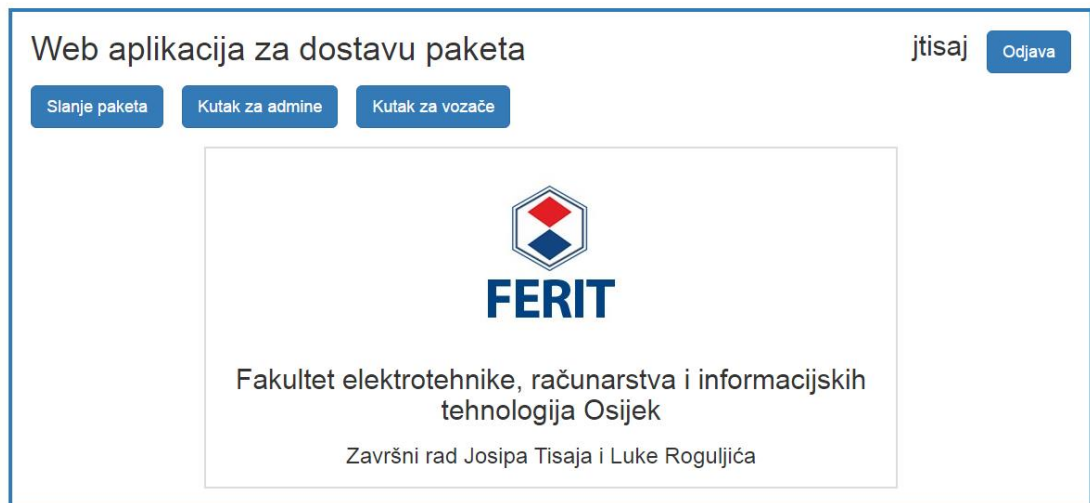 Web aplikacija za dostavu paketa
jtisaj
Odjava
Slanje paketa
Kutak za admine
Kutak za vozače
FERIT
Fakultet elektrotehnike, računarstva i informacijskih
tehnologija Osijek
Završni rad Josipa Tisaja i Luke Roguljića